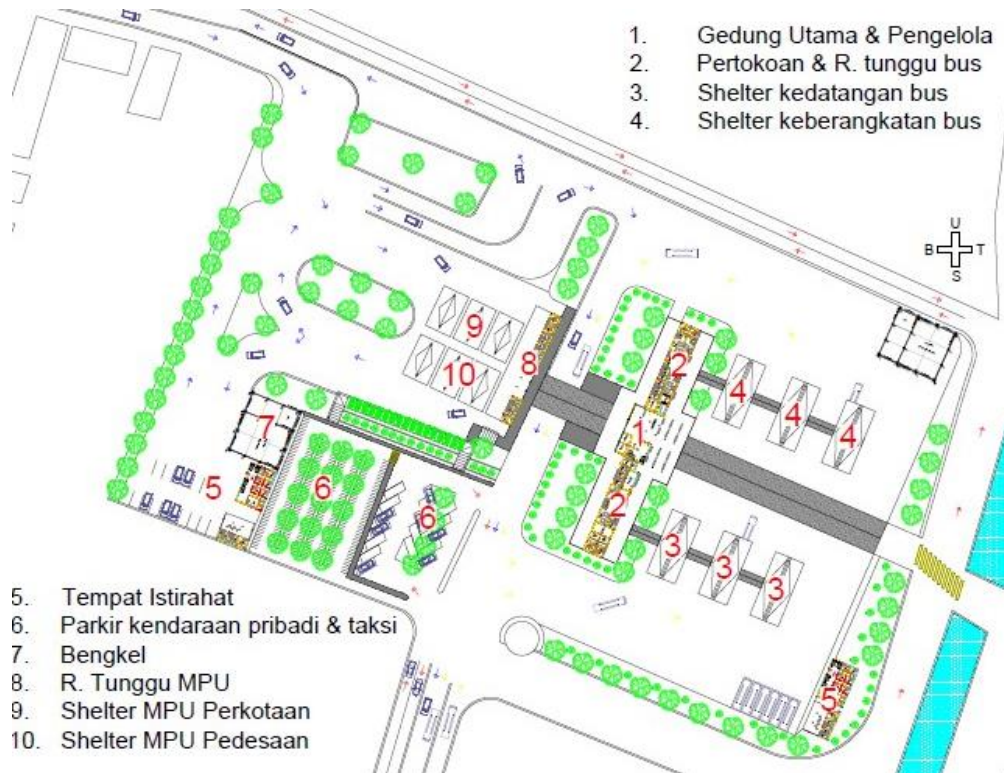 1. Gedung Utama & Pengelola
2. Pertokoan & R. tunggu bus
3. Shelter kedatangan bus
4. Shelter keberangkatan bus
U
B T
S
9
10
8
2
4
4
4
1
7
5
6
6
2
3
3
3
5
5. Tempat Istirahat
6. Parkir kendaraan pribadi & taksi
7. Bengkel
8. R. Tunggu MPU
9. Shelter MPU Perkotaan
10. Shelter MPU Pedesaan